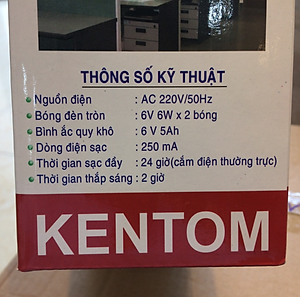 THÔNG SỐ KỸ THUẬT
Nguồn điện : AC 220V/50Hz
Bóng đèn tròn : 6V 6W x 2 bóng
Bình ắc quy khô : 6 V 5Ah
Dòng điện sạc : 250 mA
Thời gian sạc đầy : 24 giờ(cắm điện thường trực)
Thời gian thắp sáng : 2 giờ
KENTOM